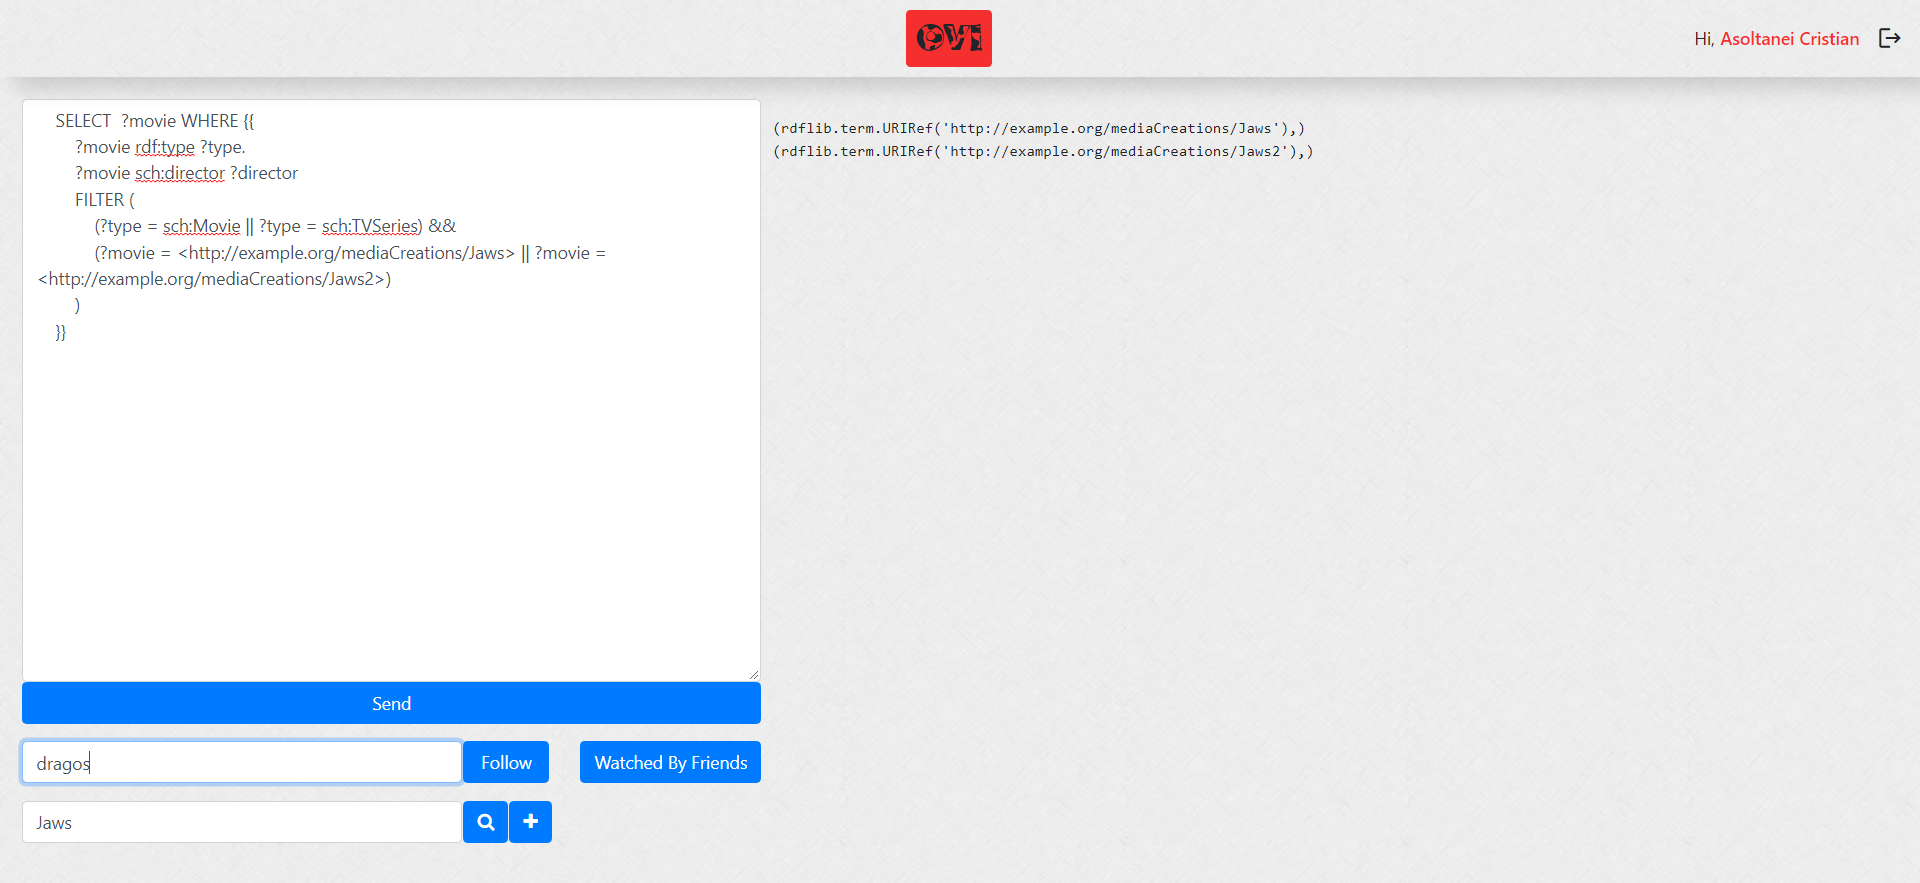 OVI
Hi, Asoltanei Cristian
SELECT  ?movie WHERE {{
?movie rdf:type ?type.
?movie sch:director ?director
FILTER (
(?type = sch:Movie || ?type = sch:TVSeries) &&
(?movie = <http://example.org/mediaCreations/Jaws> || ?movie =
<http://example.org/mediaCreations/Jaws2>)
)
}}
(rdflib.term.URIRef('http://example.org/mediaCreations/Jaws'),)
(rdflib.term.URIRef('http://example.org/mediaCreations/Jaws2'),)
Send
dragos
Follow
Watched By Friends
Jaws